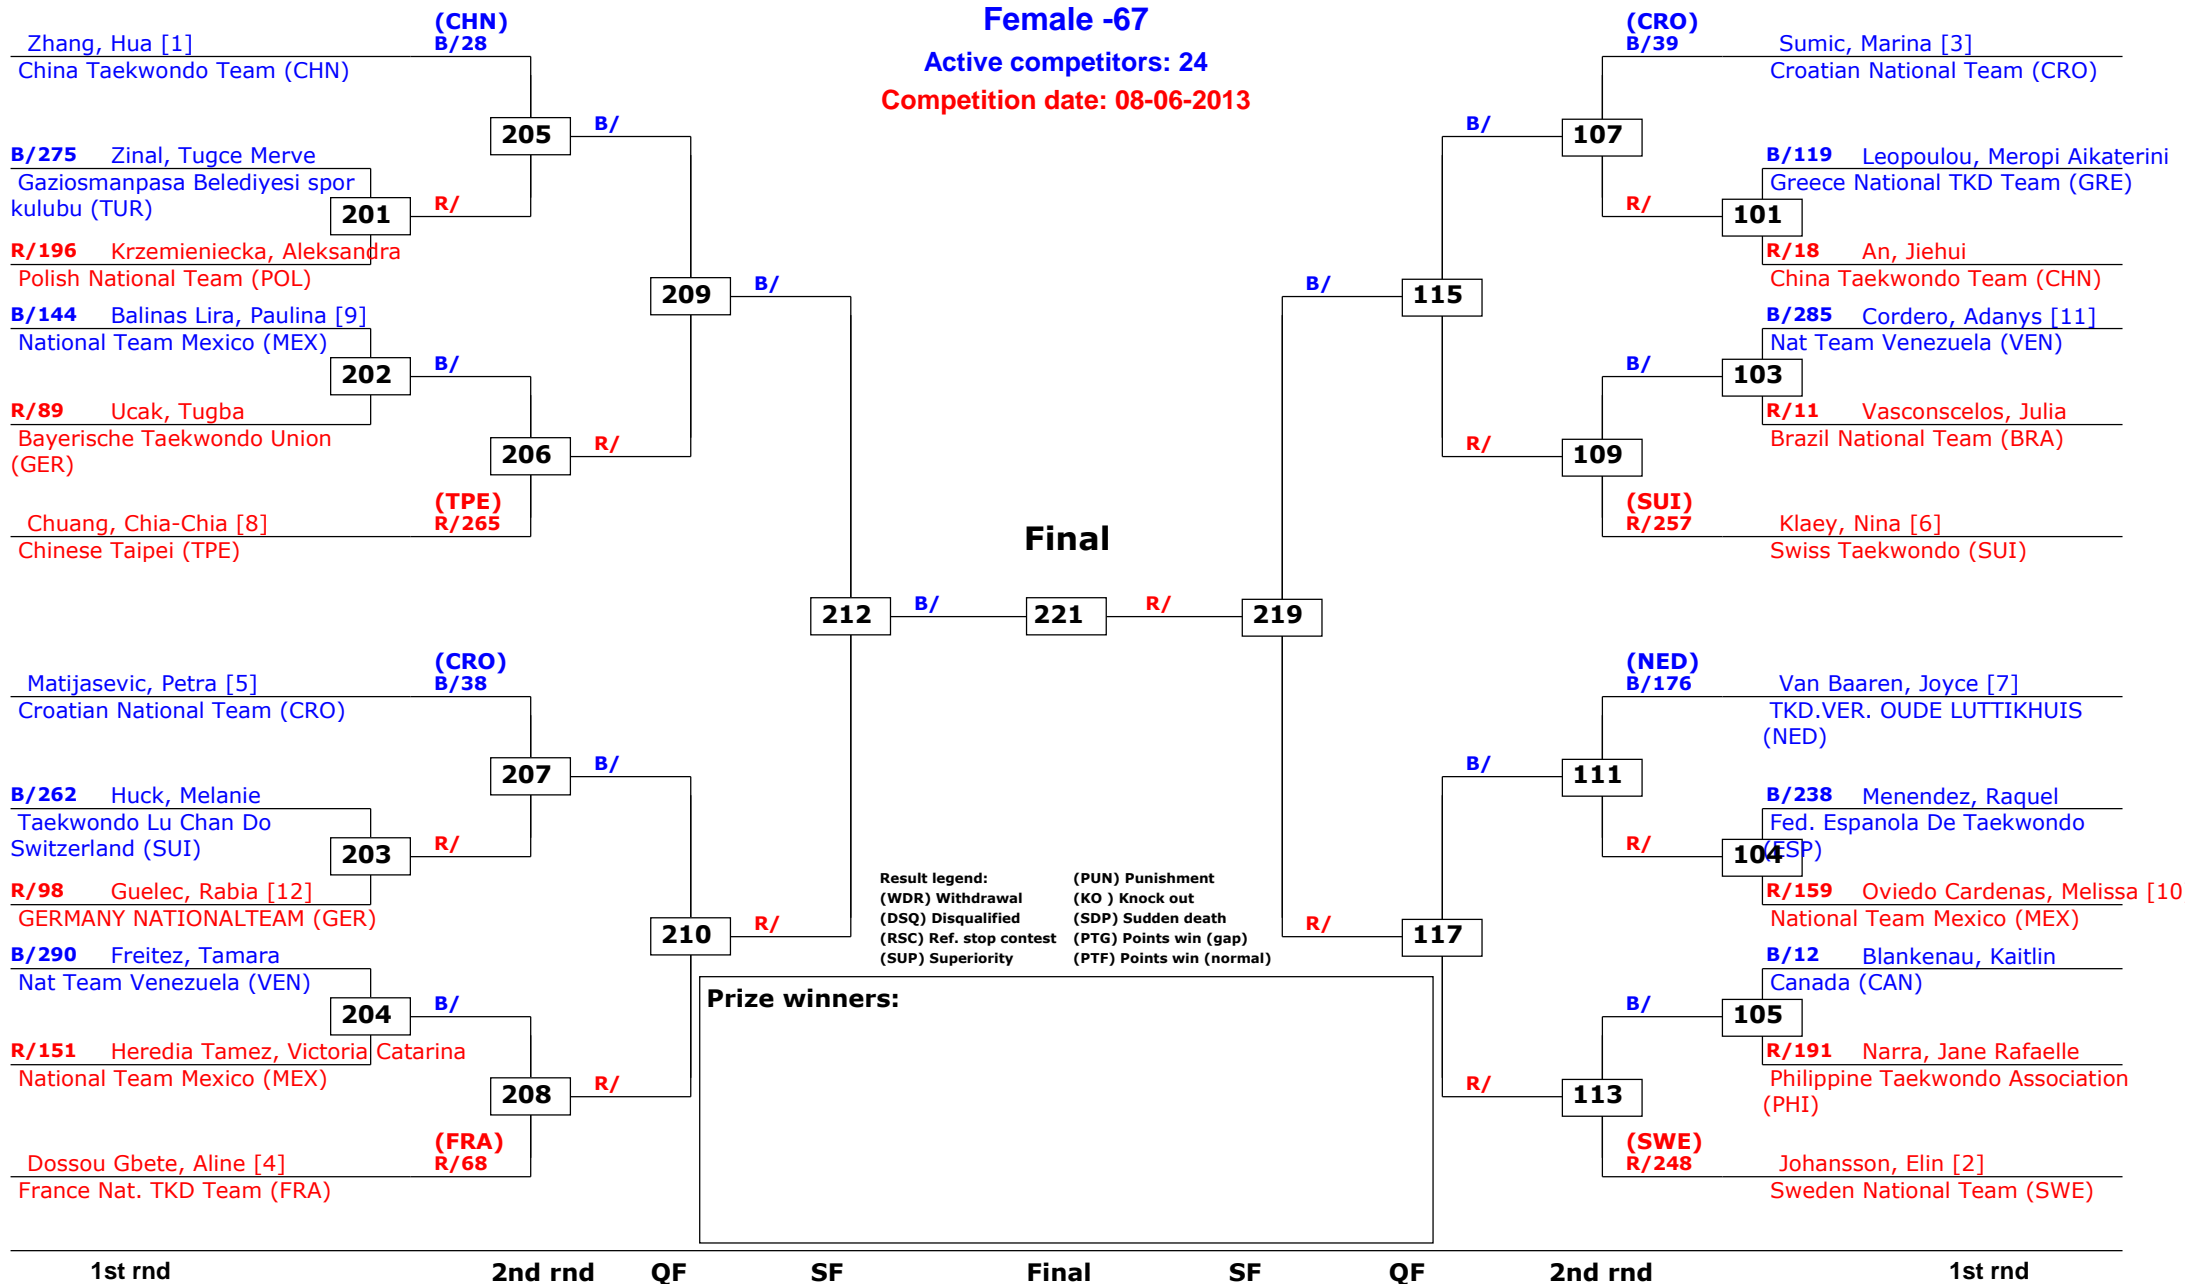 Female -67
Active competitors: 24
Competition date: 08-06-2013
(CHN)
Zhang, Hua [1] B/28
China Taekwondo Team (CHN)
205
B/
B/275 Zinal, Tugce Merve
Gaziosmanpasa Belediyesi spor
kulubu (TUR)
201
R/
R/196 Krzemieniecka, Aleksandra
Polish National Team (POL)
209
B/
B/144 Balinas Lira, Paulina [9]
National Team Mexico (MEX)
202
B/
R/89 Ucak, Tugba
Bayerische Taekwondo Union
(GER)
206
R/
(TPE)
Chuang, Chia-Chia [8] R/265
Chinese Taipei (TPE)
212
B/
(CRO)
Matijasevic, Petra [5] B/38
Croatian National Team (CRO)
207
B/
B/262 Huck, Melanie
Taekwondo Lu Chan Do
Switzerland (SUI)
203
R/
R/98 Guelec, Rabia [12]
GERMANY NATIONALTEAM (GER)
210
R/
B/290 Freitez, Tamara
Nat Team Venezuela (VEN)
204
B/
R/151 Heredia Tamez, Victoria Catarina
National Team Mexico (MEX)
208
R/
(FRA)
Dossou Gbete, Aline [4] R/68
France Nat. TKD Team (FRA)
Final
221
R/
219
(CRO)
B/39 Sumic, Marina [3]
Croatian National Team (CRO)
B/
107
B/119 Leopoulou, Meropi Aikaterini
Greece National TKD Team (GRE)
R/
101
R/18 An, Jiehui
China Taekwondo Team (CHN)
B/
115
B/285 Cordero, Adanys [11]
Nat Team Venezuela (VEN)
B/
103
R/11 Vasconscelos, Julia
Brazil National Team (BRA)
R/
109
(SUI)
R/257 Klaey, Nina [6]
Swiss Taekwondo (SUI)
(NED)
B/176 Van Baaren, Joyce [7]
TKD.VER. OUDE LUTTIKHUIS
(NED)
B/
111
B/238 Menendez, Raquel
Fed. Espanola De Taekwondo
(ESP)
R/
104
R/159 Oviedo Cardenas, Melissa [10
National Team Mexico (MEX)
R/
117
B/12 Blankenau, Kaitlin
Canada (CAN)
B/
105
R/191 Narra, Jane Rafaelle
Philippine Taekwondo Association
(PHI)
R/
113
(SWE)
R/248 Johansson, Elin [2]
Sweden National Team (SWE)
Result legend: (PUN) Punishment
(WDR) Withdrawal (KO ) Knock out
(DSQ) Disqualified (SDP) Sudden death
(RSC) Ref. stop contest (PTG) Points win (gap)
(SUP) Superiority (PTF) Points win (normal)
Prize winners:
1st rnd 2nd rnd QF SF Final SF QF 2nd rnd 1st rnd